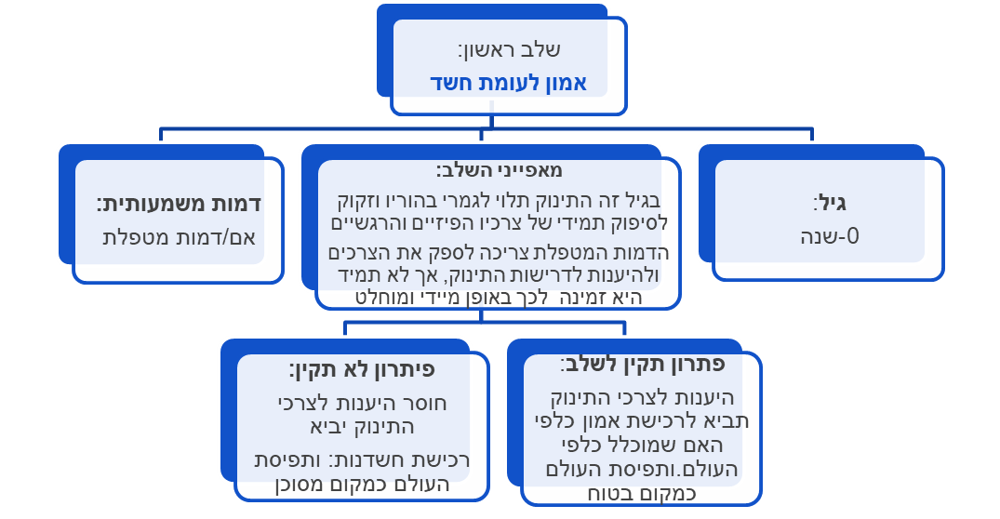 שלב ראשון:
אמון לעומת חשד
גיל:
0-שנה
מאפייני השלב:
בגיל זה התינוק תלוי לגמרי בהוריו וזקוק
לסיפוק תמידי של צרכיו הפיזיים והרגשיים
הדמות המטפלת צריכה לספק את הצרכים
ולהיענות לדרישות התינוק, אך לא תמיד
היא זמינה  לכך באופן מיידי ומוחלט
דמות משמעותית:
אם/דמות מטפלת
פתרון תקין לשלב:
היענות לצרכי התינוק
תביא לרכישת אמון כלפי
האם שמוכלל כלפי
העולם.ותפיסת העולם
כמקום בטוח
פיתרון לא תקין:
חוסר היענות לצרכי
התינוק יביא
רכישת חשדנות: ותפיסת
העולם כמקום מסוכן